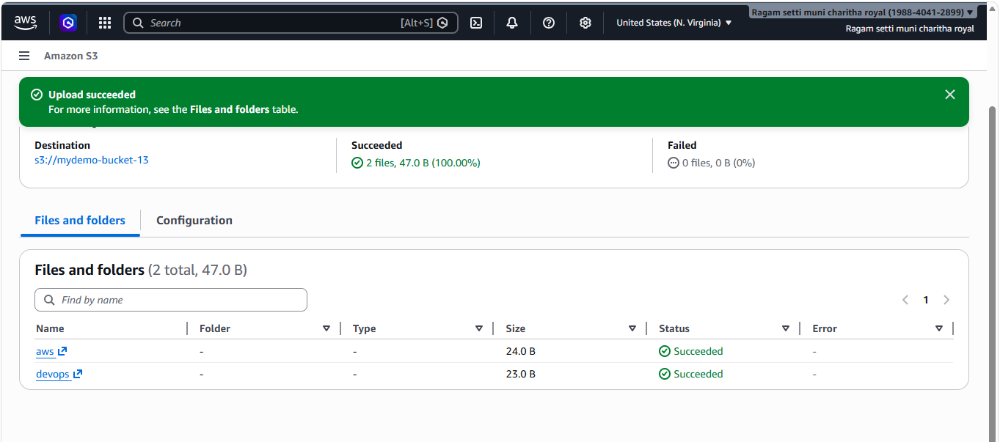 aws
Search
[Alt+S]
United States (N. Virginia) ▼
Ragam setti muni charitha royal (1988-4041-2899) ▼
Ragam setti muni charitha royal
Amazon S3
Upload succeeded
For more information, see the Files and folders table.
Destination
s3://mydemo-bucket-13
Succeeded
2 files, 47.0 B (100.00%)
Failed
0 files, 0 B (0%)
Files and folders
Configuration
Files and folders (2 total, 47.0 B)
Find by name
1
Name Folder Type Size Status Error
aws - - 24.0 B Succeeded -
devops - - 23.0 B Succeeded -